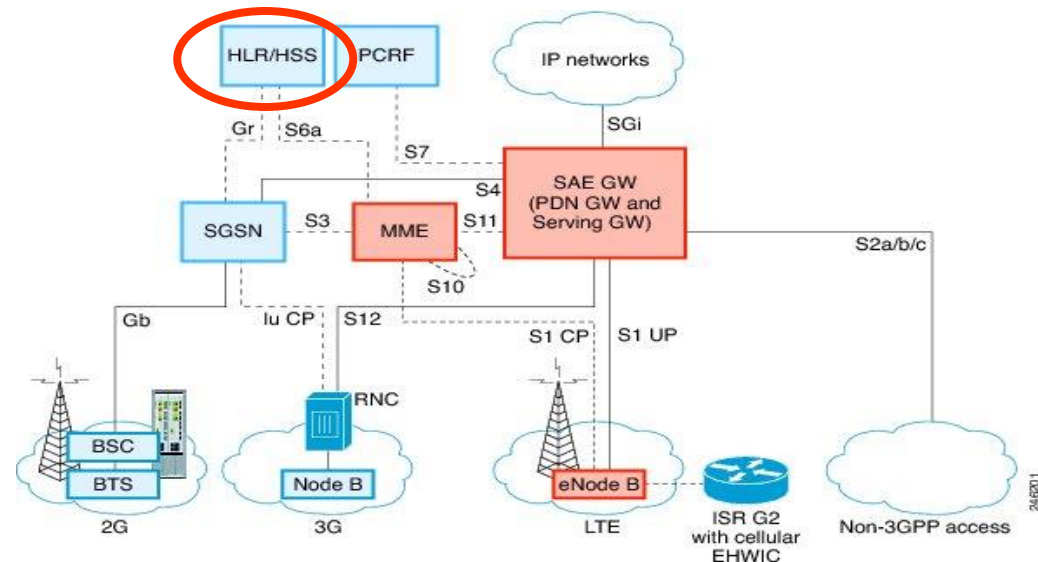 HLR/HSS
PCRF
IP networks
Gr
S6a
SGi
S7
S4
SAE GW
(PDN GW and
Serving GW)
SGSN
S3
MME
S11
S2a/b/c
S10
Gb
Iu CP
S12
S1 CP
S1 UP
RNC
BSC
BTS
Node B
eNode B
2G
3G
LTE
ISR G2
with cellular
EHWIC
Non-3GPP access
246201